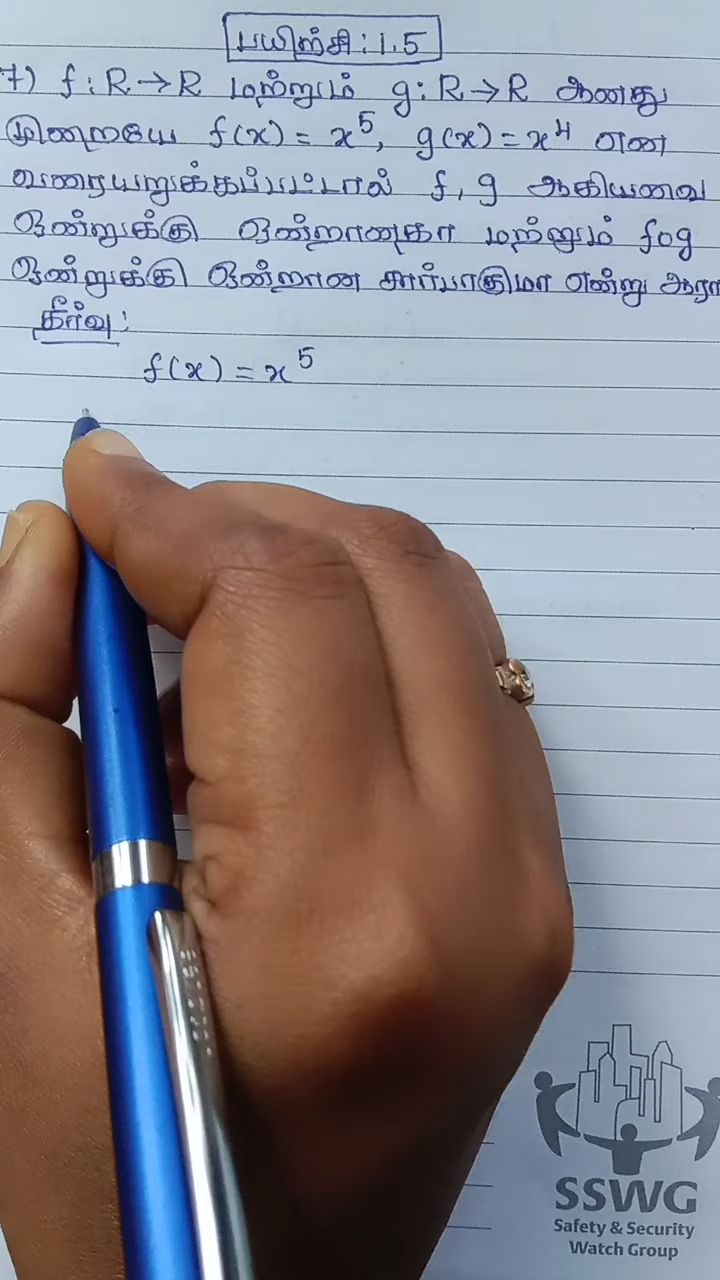 பயிற்சி : 1.5
7) f : R → R மற்றும் g : R → R ஆனது
முறையே f(x) = x⁵, g(x) = x⁴ என
வரையறுக்கப்பட்டால் f, g ஆகியவை
ஒன்றுக்கு ஒன்றானதா மற்றும் fog
ஒன்றுக்கு ஒன்றான சார்பாகுமா என்று ஆரா
தீர்வு :
f(x) = x⁵
SSWG
Safety & Security
Watch Group